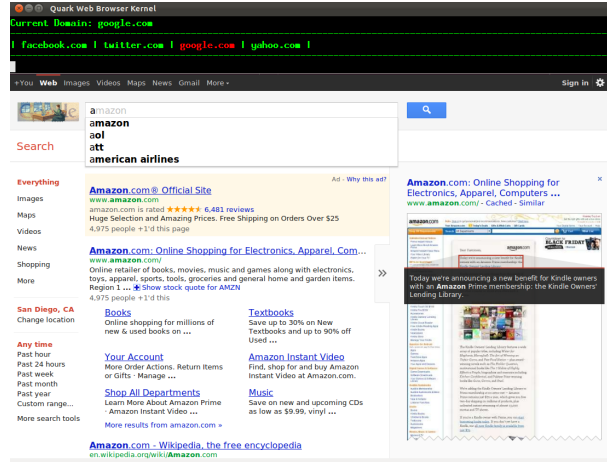 Quark Web Browser Kernel
Current Domain: google.com
| facebook.com | twitter.com | google.com | yahoo.com |
+You Web Images Videos Maps News Gmail More
Sign in
amazon
amazon
aol
att
american airlines
Search
Everything
Images
Maps
Videos
News
Shopping
More
San Diego, CA
Change location
Any time
Past hour
Past 24 hours
Past week
Past month
Past year
Custom range...
More search tools
Ad - Why this ad?
Amazon.com® Official Site
www.amazon.com
amazon.com is rated ★★★★★ 6,481 reviews
Huge Selection and Amazing Prices. Free Shipping on Orders Over $25
4,975 people +1'd this page
Amazon.com: Online Shopping for Electronics, Apparel, Com...
www.amazon.com/
Online retailer of books, movies, music and games along with electronics,
toys, apparel, sports, tools, groceries and general home and garden items.
Region 1 ... Show stock quote for AMZN
4,975 people +1'd this
Books
Online shopping for millions of
new & used books on ...
Textbooks
Save up to 30% on New
Textbooks and up to 90% off
Used ...
Your Account
More Order Actions. Return Items
or Gifts · Manage ...
Amazon Instant Video
Find, shop for and buy Amazon
Instant Video at Amazon.com.
Shop All Departments
Learn More About Amazon Prime
· Amazon Instant Video ...
Music
Save on new and upcoming CDs
as low as $9.99, vinyl ...
More results from amazon.com »
Amazon.com - Wikipedia, the free encyclopedia
en.wikipedia.org/wiki/Amazon.com
»
Amazon.com: Online Shopping for
Electronics, Apparel, Computers ...
www.amazon.com/ - Cached - Similar
amazon.com
amazon.com
BLACK FRIDAY
Today we're announcing a new benefit for Kindle owners
with an Amazon Prime membership: the Kindle Owners'
Lending Library.